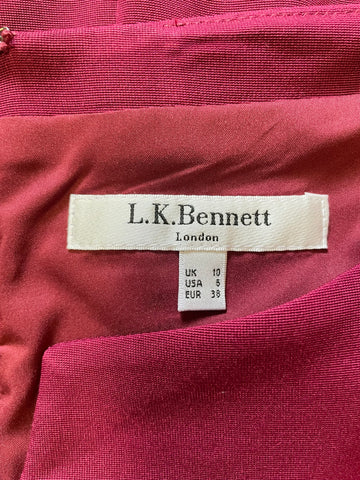 L.K.Bennett
London
UK 10
USA 6
EUR 38